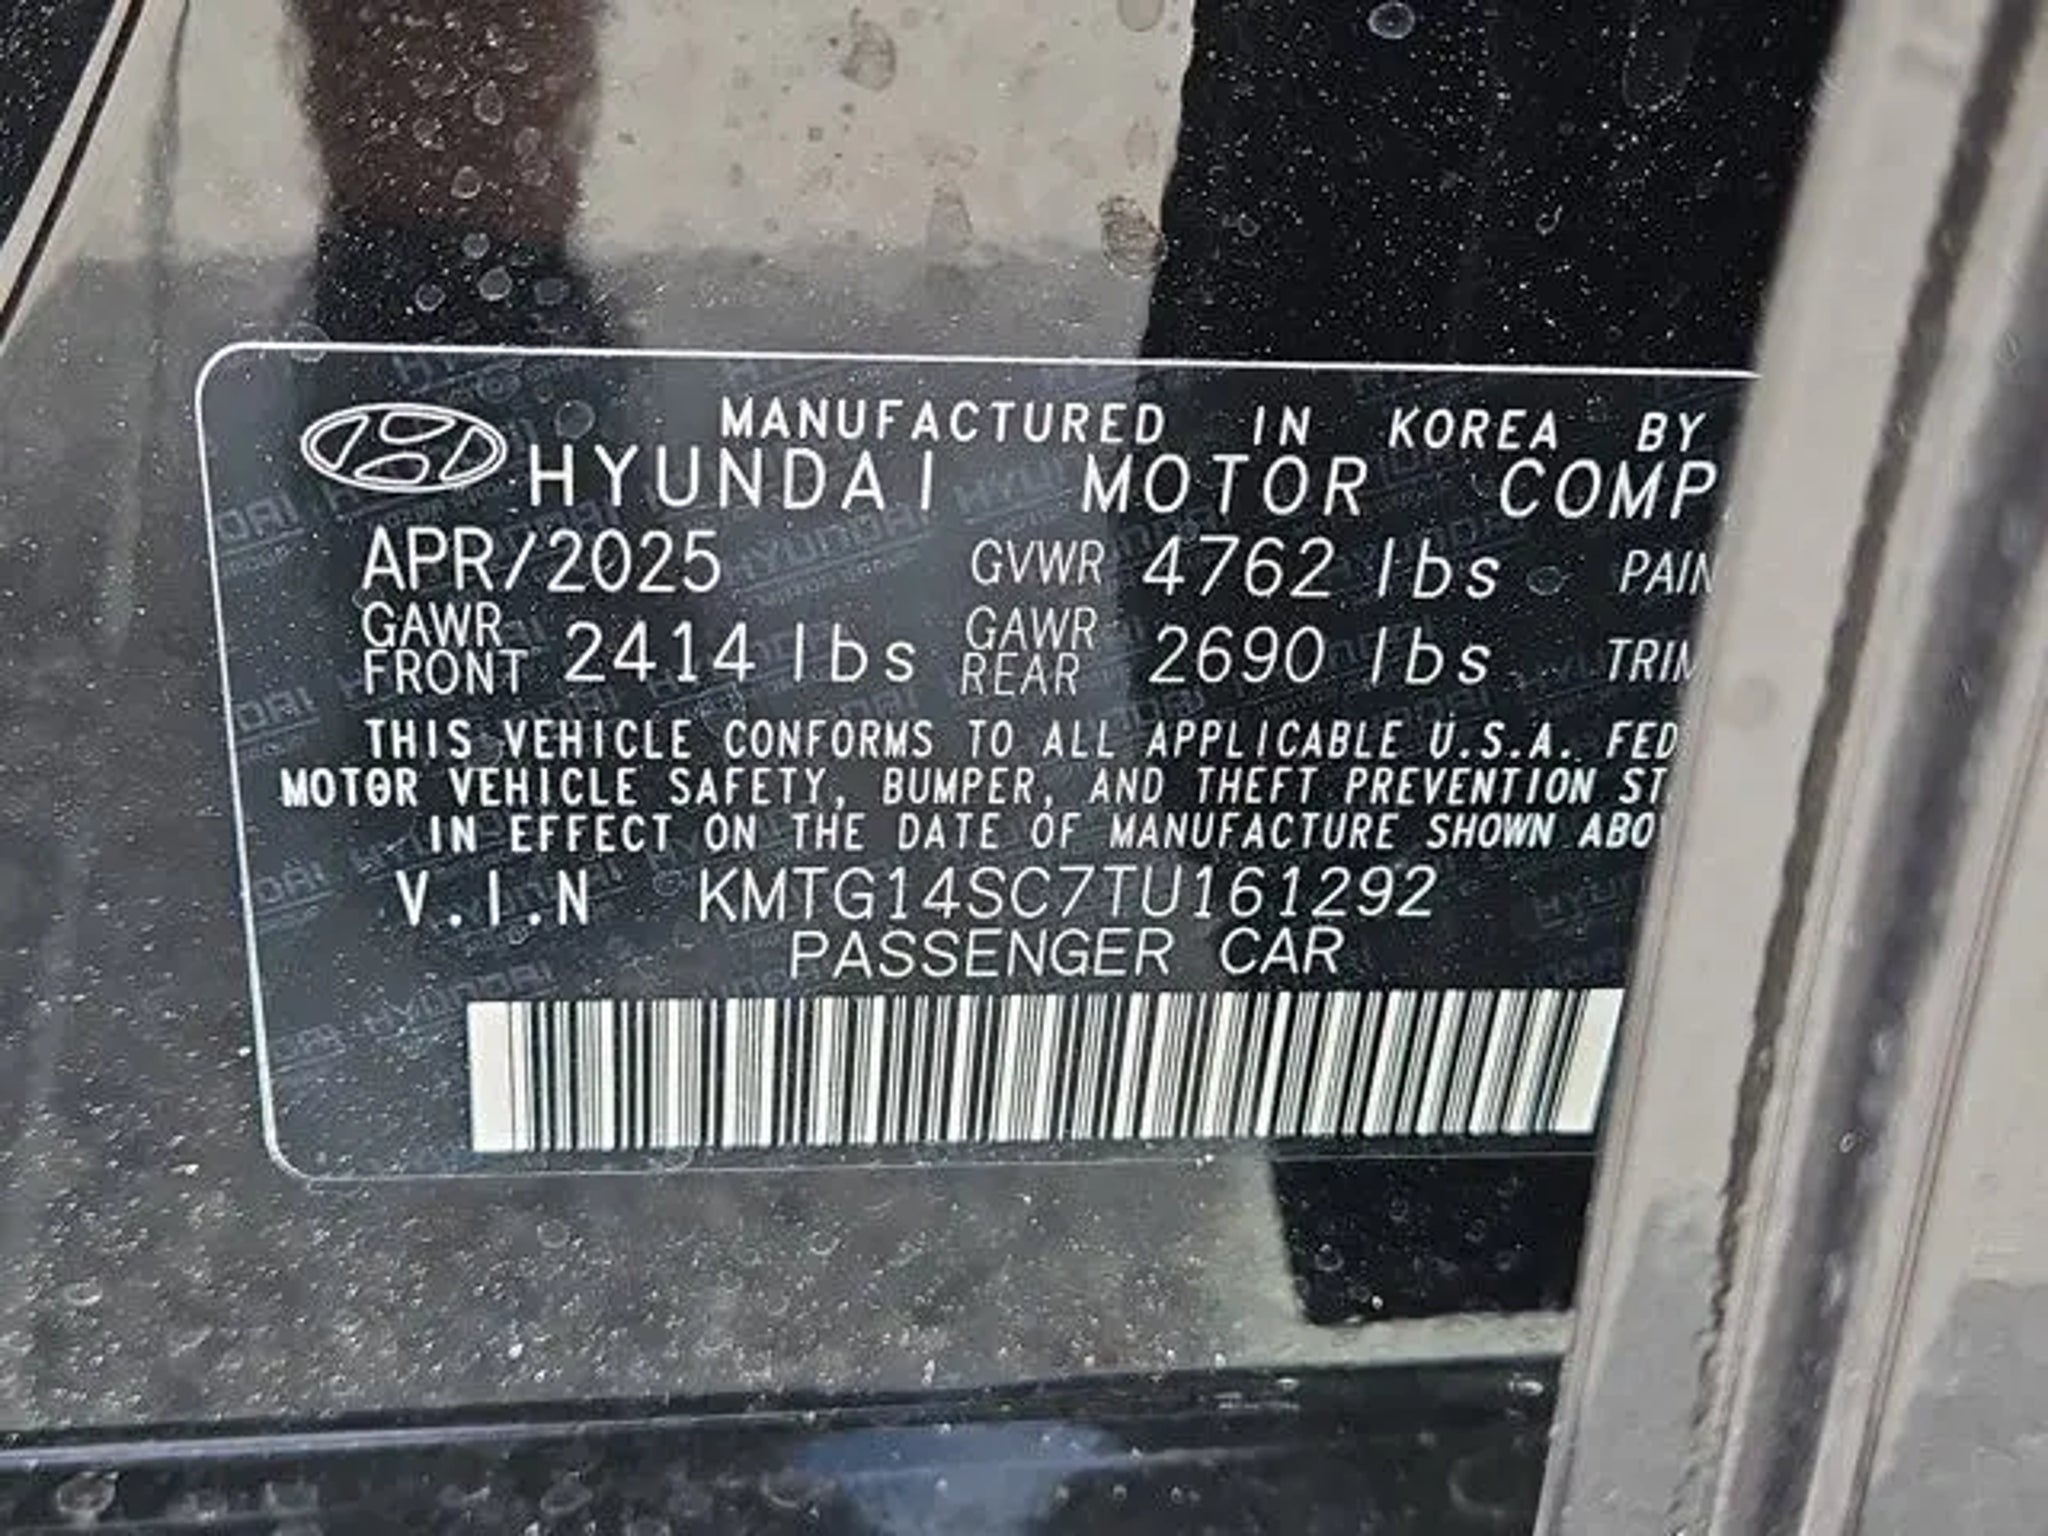 MANUFACTURED IN KOREA BY
HYUNDAI MOTOR COMP
APR/2025 GVWR 4762 lbs PAIN
GAWR FRONT 2414 lbs GAWR REAR 2690 lbs TRIM
THIS VEHICLE CONFORMS TO ALL APPLICABLE U.S.A. FED
MOTOR VEHICLE SAFETY, BUMPER, AND THEFT PREVENTION ST
IN EFFECT ON THE DATE OF MANUFACTURE SHOWN ABO
V.I.N KMTG14SC7TU161292
PASSENGER CAR